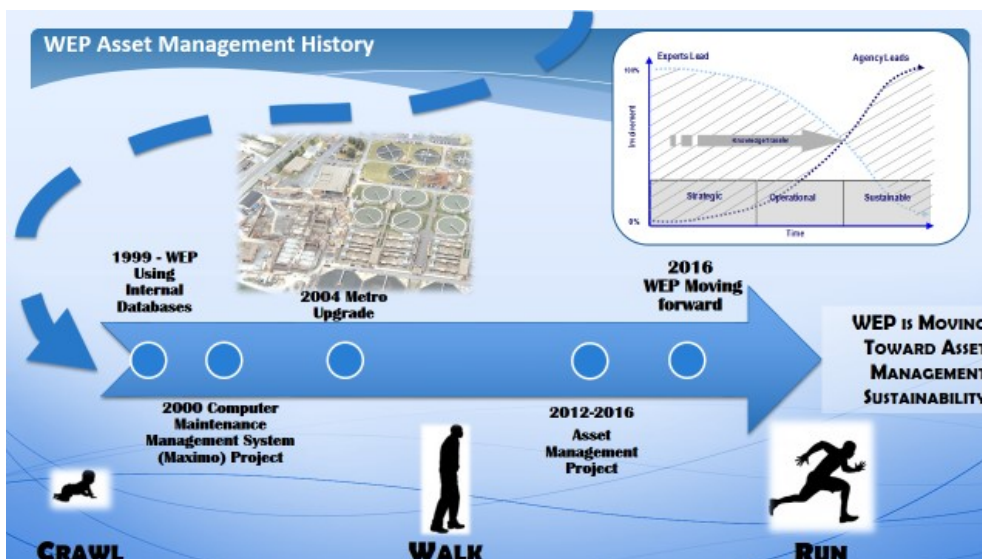 WEP Asset Management History
Experts Lead
Agency Leads
100%
Involvement
Knowledge transfer
Strategic
Operational
Sustainable
0%
Time
1999 - WEP
Using
Internal
Databases
2004 Metro
Upgrade
2016
WEP Moving
forward
WEP IS MOVING
TOWARD ASSET
MANAGEMENT
SUSTAINABILITY
2000 Computer
Maintenance
Management System
(Maximo) Project
2012-2016
Asset
Management
Project
CRAWL
WALK
RUN